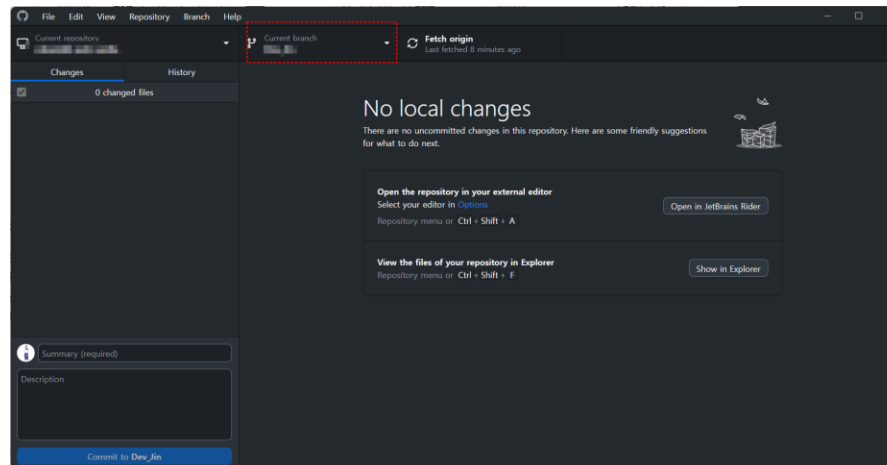 File Edit View Repository Branch Help
Current repository
Current branch
Fetch origin
Last fetched 8 minutes ago
Changes History
0 changed files
No local changes
There are no uncommitted changes in this repository. Here are some friendly suggestions
for what to do next.
Open the repository in your external editor
Select your editor in Options
Repository menu or Ctrl + Shift + A
Open in JetBrains Rider
View the files of your repository in Explorer
Repository menu or Ctrl + Shift + F
Show in Explorer
Summary (required)
Description
Commit to Dev_Jin